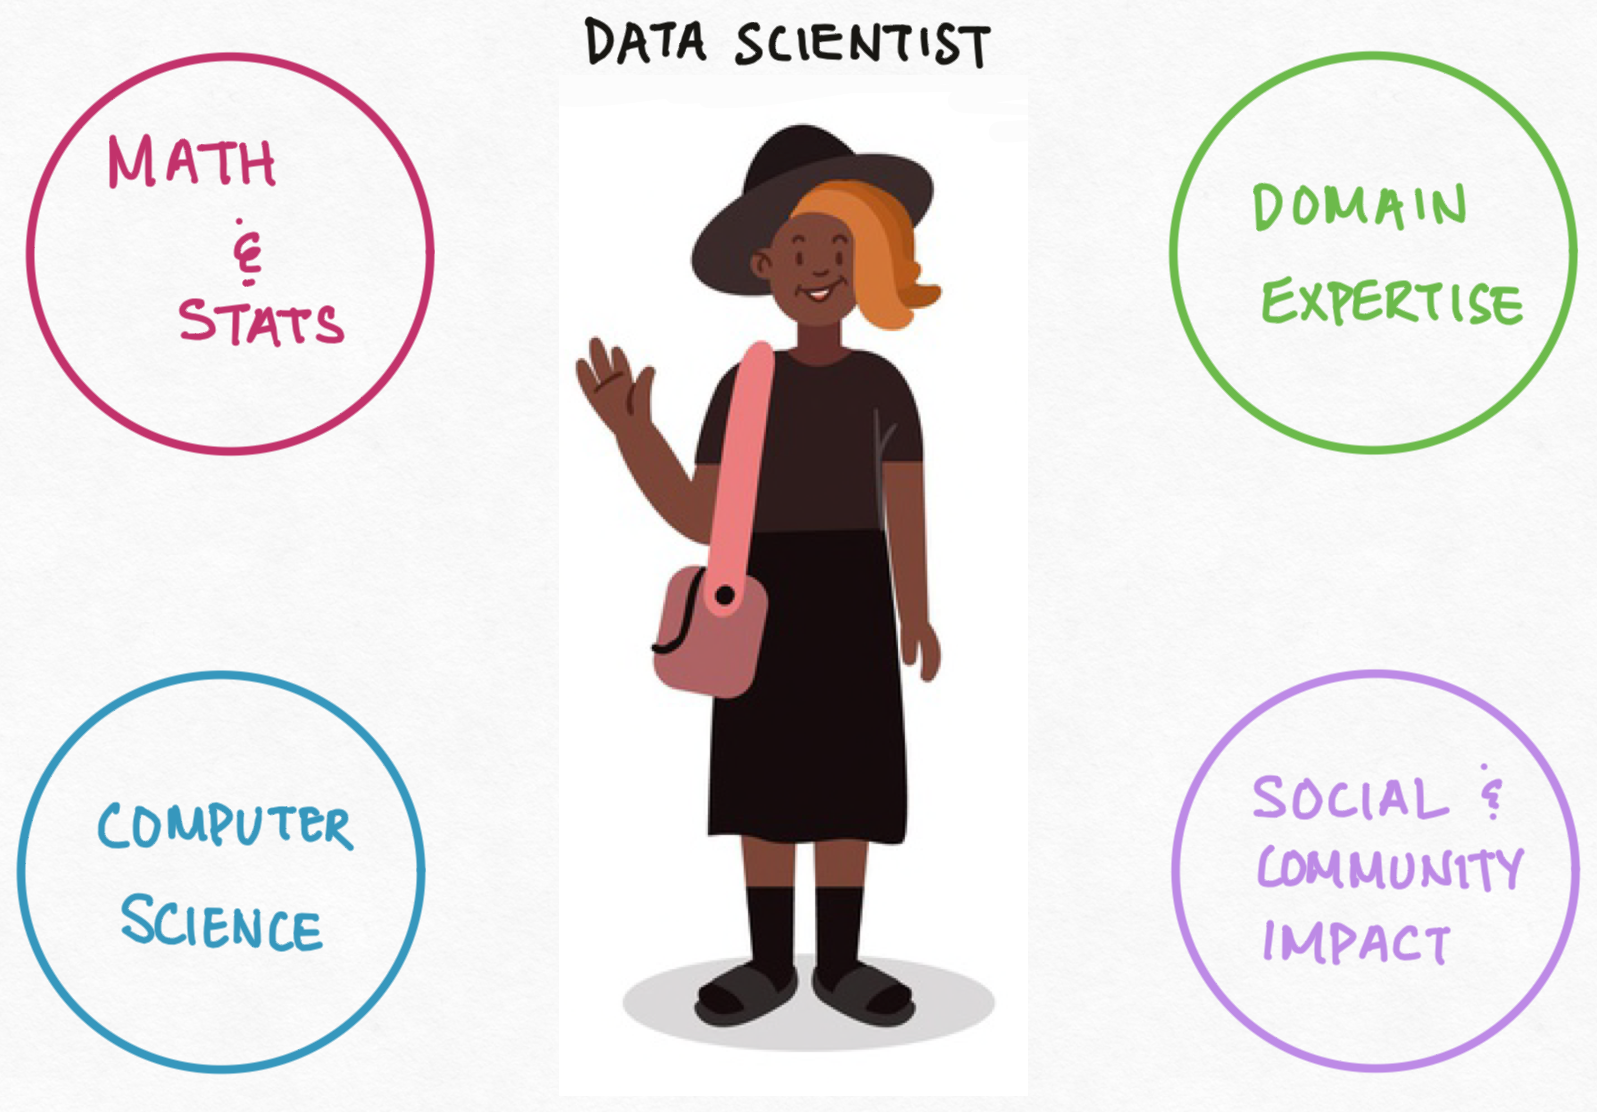 DATA SCIENTIST
MATH
&
STATS
DOMAIN
EXPERTISE
COMPUTER
SCIENCE
SOCIAL &
COMMUNITY
IMPACT